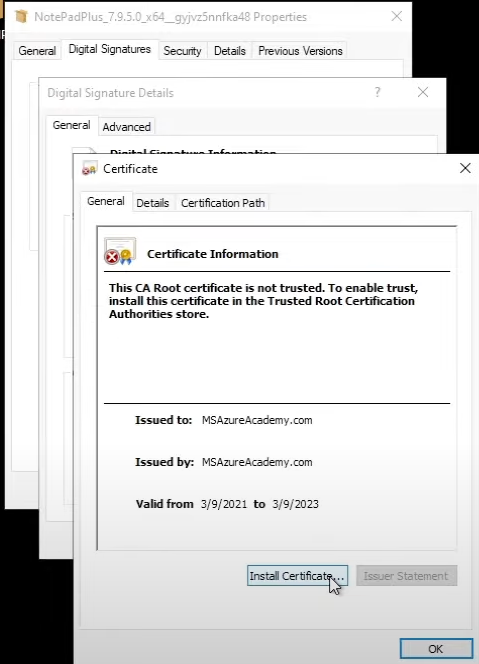 NotePadPlus_7.9.5.0_x64__gyjvz5nnfka48 Properties
General Digital Signatures Security Details Previous Versions
Digital Signature Details ?
General Advanced
Digital Signature Information
Certificate
General Details Certification Path
Certificate Information
This CA Root certificate is not trusted. To enable trust,
install this certificate in the Trusted Root Certification
Authorities store.
Issued to: MSAzureAcademy.com
Issued by: MSAzureAcademy.com
Valid from 3/9/2021 to 3/9/2023
Install Certificate... Issuer Statement
OK